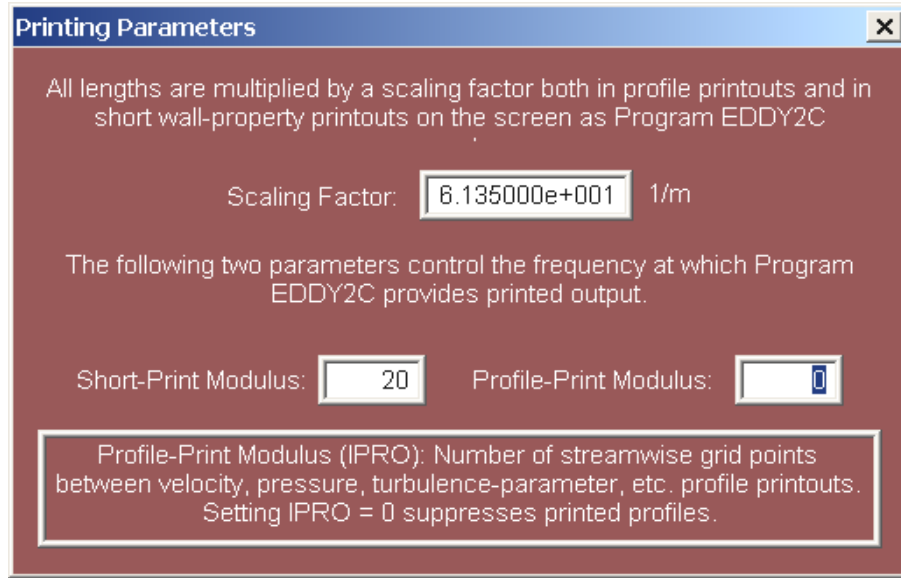 Printing Parameters
All lengths are multiplied by a scaling factor both in profile printouts and in
short wall-property printouts on the screen as Program EDDY2C
Scaling Factor: 6.135000e+001 1/m
The following two parameters control the frequency at which Program
EDDY2C provides printed output.
Short-Print Modulus: 20 Profile-Print Modulus: 0
Profile-Print Modulus (IPRO): Number of streamwise grid points
between velocity, pressure, turbulence-parameter, etc. profile printouts.
Setting IPRO = 0 suppresses printed profiles.